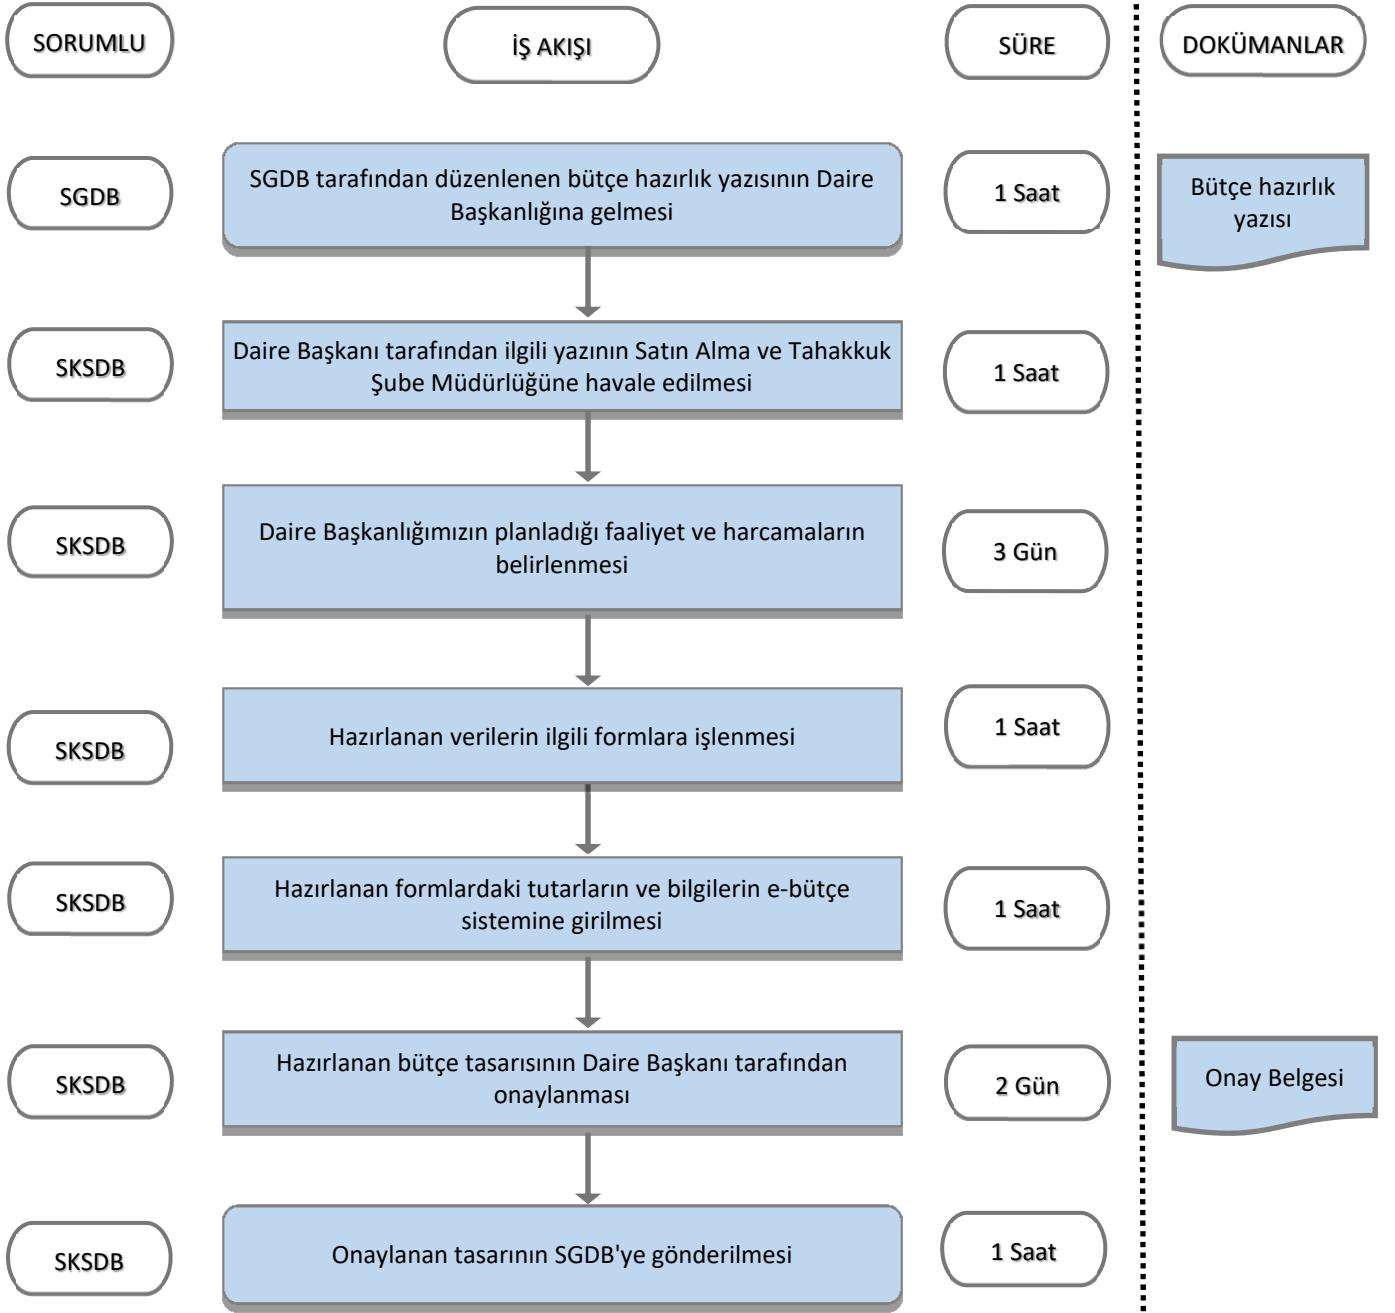 SORUMLU
İŞ AKIŞI
SÜRE
DOKÜMANLAR
SGDB
SGDB tarafından düzenlenen bütçe hazırlık yazısının Daire
Başkanlığına gelmesi
1 Saat
Bütçe hazırlık
yazısı
SKSDB
Daire Başkanı tarafından ilgili yazının Satın Alma ve Tahakkuk
Şube Müdürlüğüne havale edilmesi
1 Saat
SKSDB
Daire Başkanlığımızın planladığı faaliyet ve harcamaların
belirlenmesi
3 Gün
SKSDB
Hazırlanan verilerin ilgili formlara işlenmesi
1 Saat
SKSDB
Hazırlanan formlardaki tutarların ve bilgilerin e-bütçe
sistemine girilmesi
1 Saat
SKSDB
Hazırlanan bütçe tasarısının Daire Başkanı tarafından
onaylanması
2 Gün
Onay Belgesi
SKSDB
Onaylanan tasarının SGDB'ye gönderilmesi
1 Saat